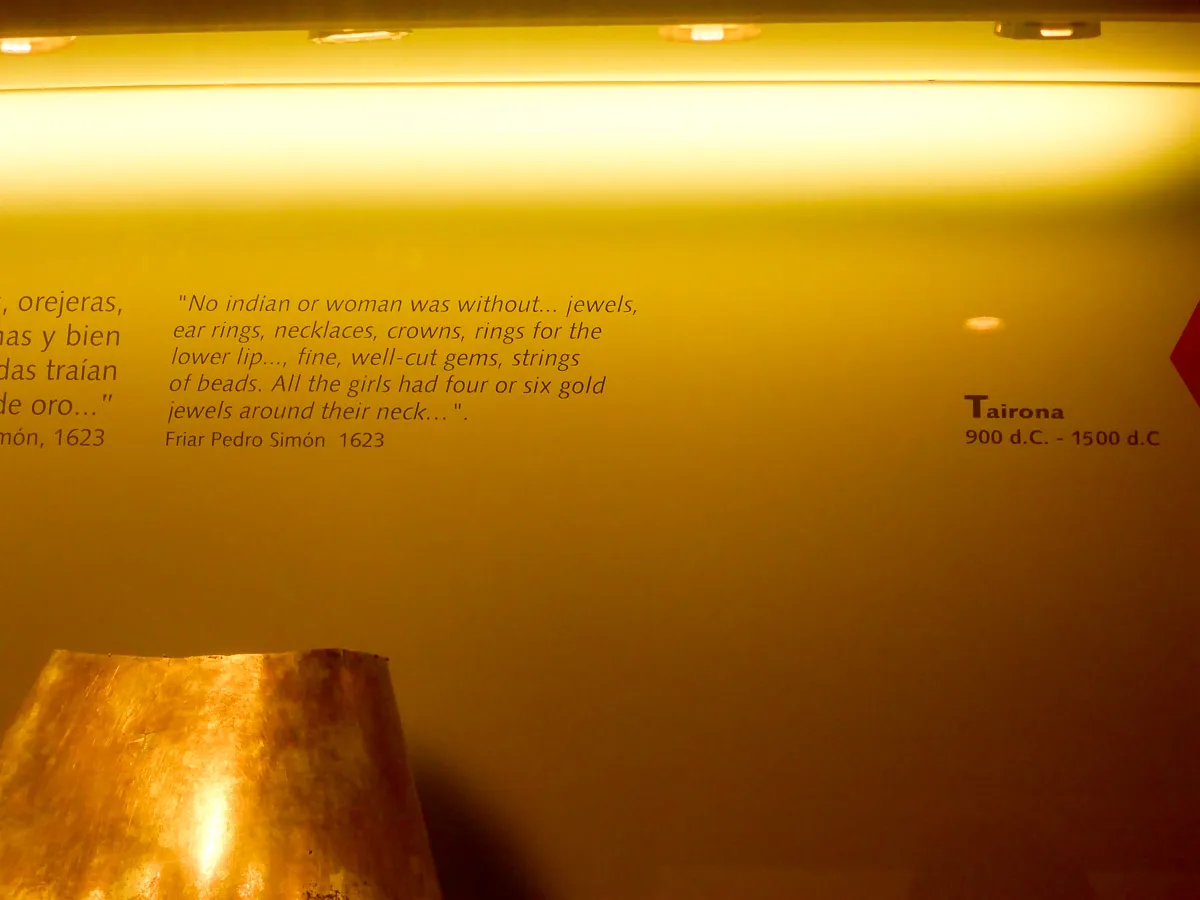 , orejeras,
as y bien
das traían
de oro..."
món, 1623
"No indian or woman was without... jewels,
ear rings, necklaces, crowns, rings for the
lower lip..., fine, well-cut gems, strings
of beads. All the girls had four or six gold
jewels around their neck...".
Friar Pedro Simón 1623
Tairona
900 d.C. - 1500 d.C